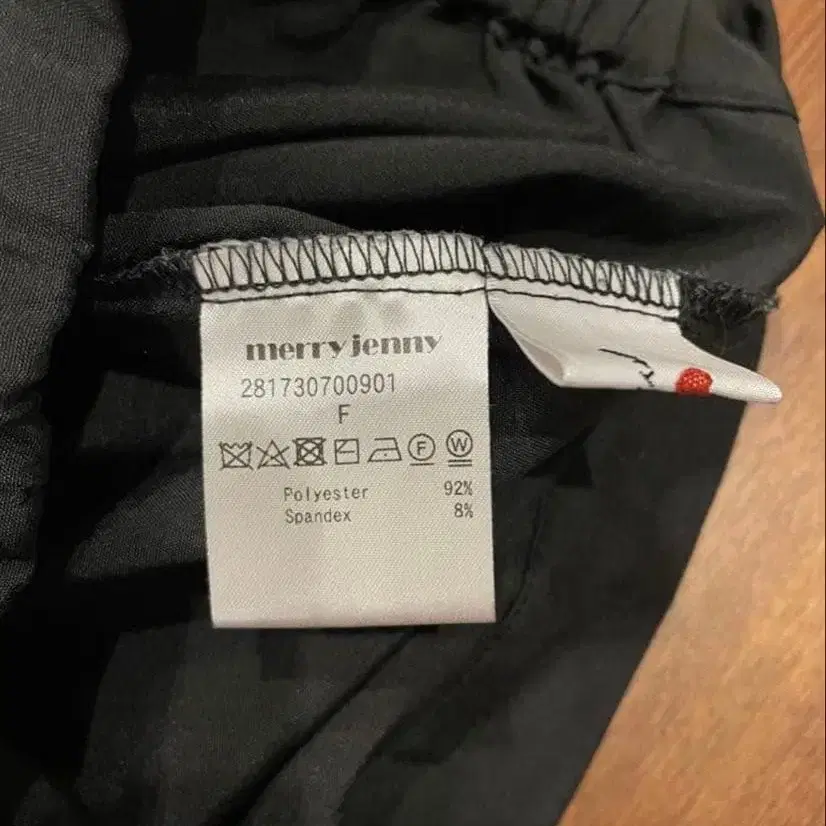 merry jenny
281730700901
F
F W
Polyester 92%
Spandex 8%